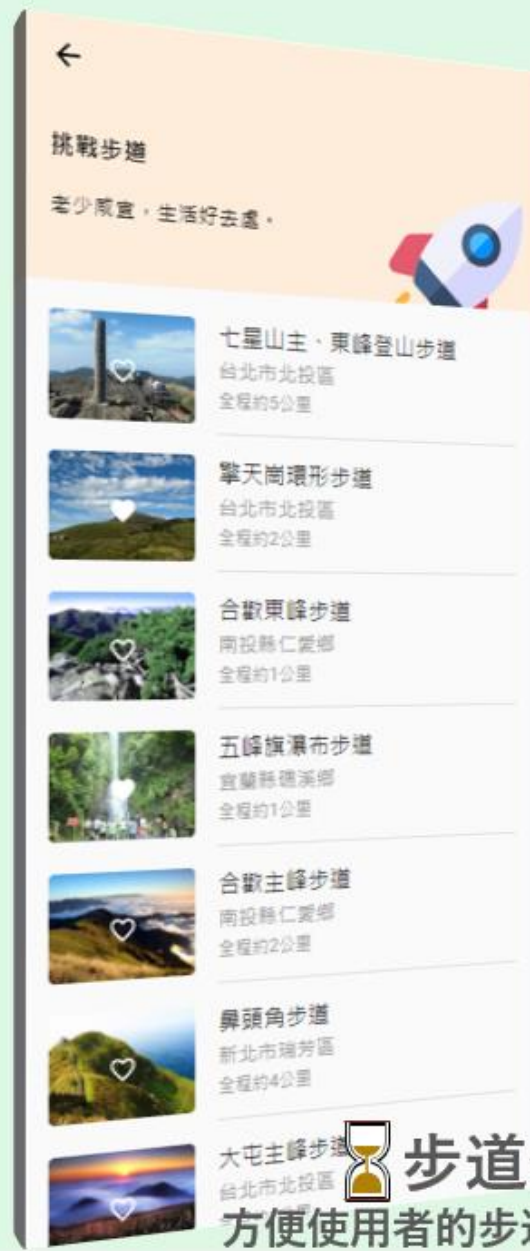 挑戰步道
老少咸宜,生活好去處。
七星山主、東峰登山步道
台北市北投區
全程約5公里
擎天崗環形步道
台北市北投區
全程約2公里
合歡東峰步道
南投縣仁愛鄉
全程約1公里
五峰旗瀑布步道
宜蘭縣礁溪鄉
全程約1公里
合歡主峰步道
南投縣仁愛鄉
全程約2公里
鼻頭角步道
新北市瑞芳區
全程約4公里
大屯主峰步道
台北市北投區
步道
方便使用者的步道